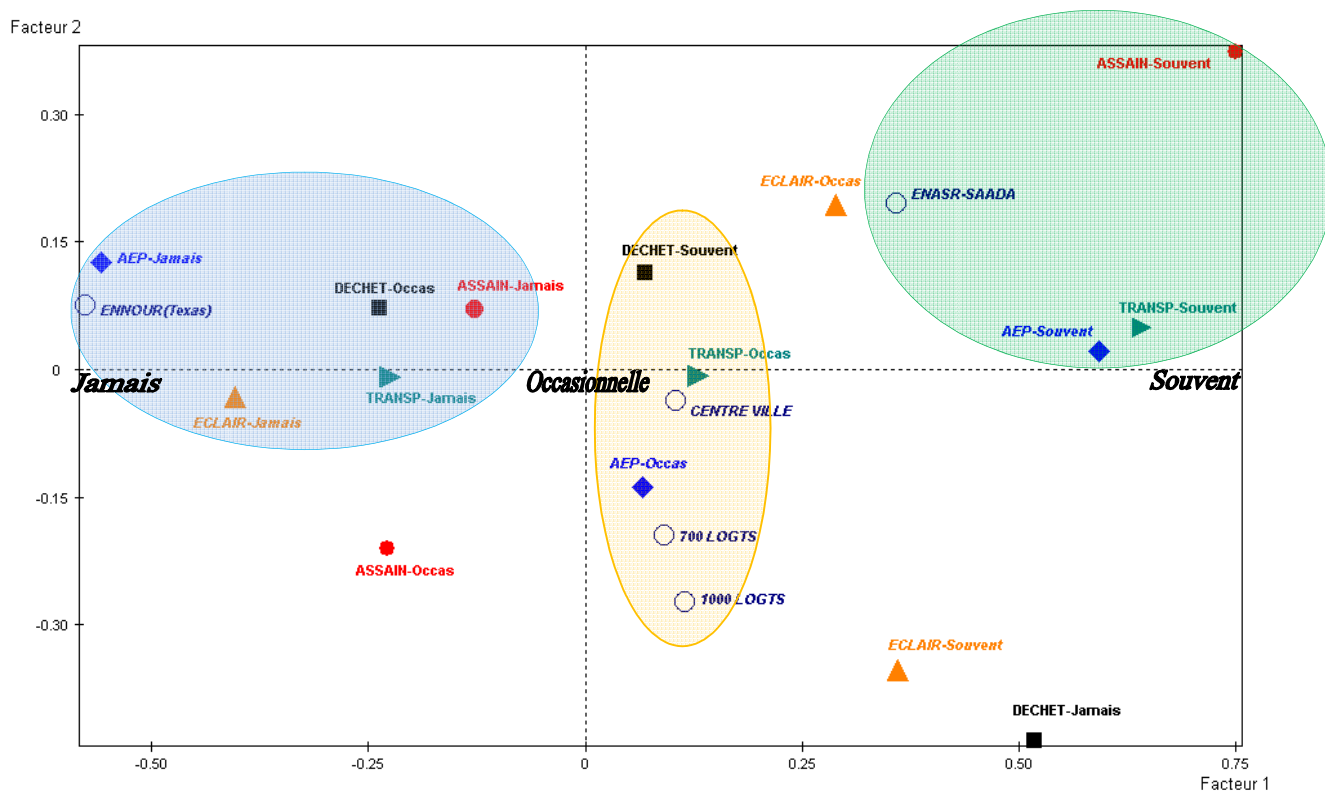 Facteur 2
ASSAIN-Souvent
0.30
ECLAIR-Occas
ENASR-SAADA
0.15
DECHET-Souvent
AEP-Jamais
DECHET-Occas
ASSAIN-Jamais
ENNOUR(Texas)
TRANSP-Souvent
AEP-Souvent
TRANSP-Occas
0
Jamais
Occasionnelle
Souvent
TRANSP-Jamais
CENTRE VILLE
ECLAIR-Jamais
AEP-Occas
-0.15
700 LOGTS
ASSAIN-Occas
1000 LOGTS
-0.30
ECLAIR-Souvent
DECHET-Jamais
-0.50
-0.25
0
0.25
0.50
0.75
Facteur 1